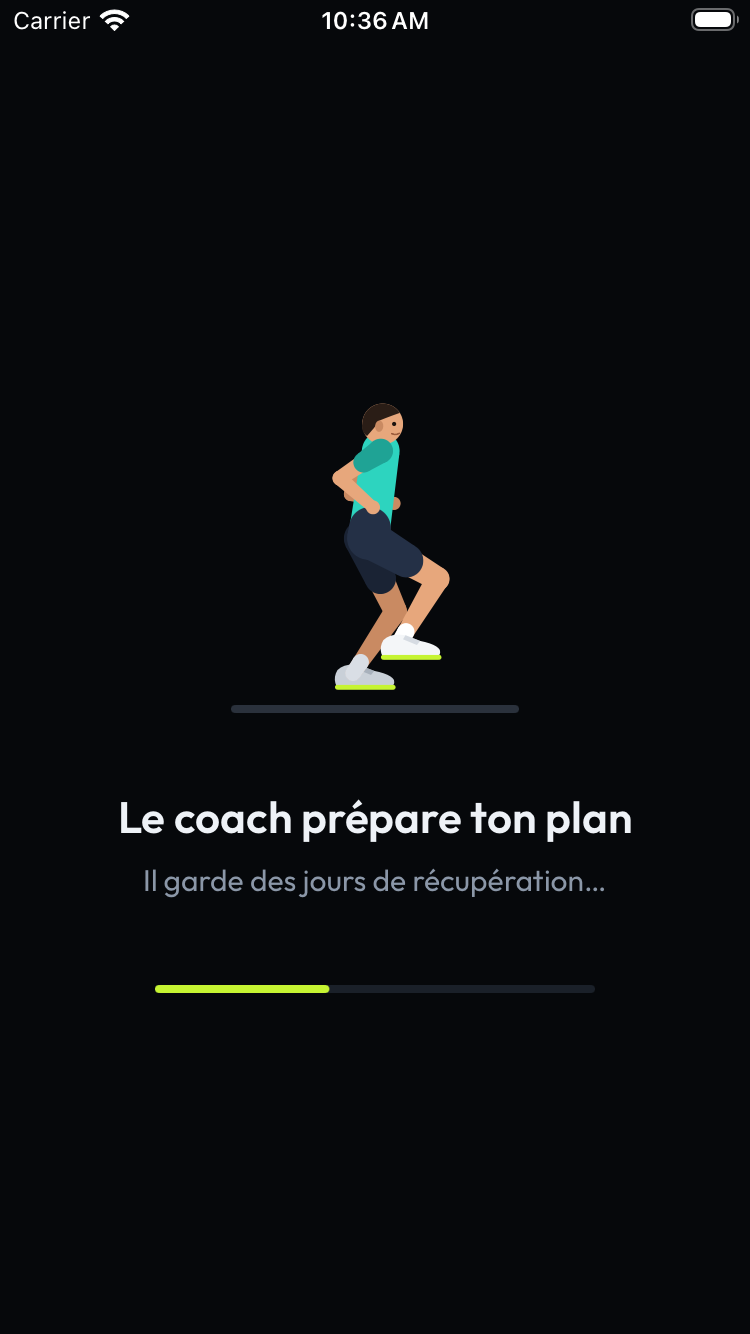 Carrier 10:36 AM
Le coach prépare ton plan
Il garde des jours de récupération...